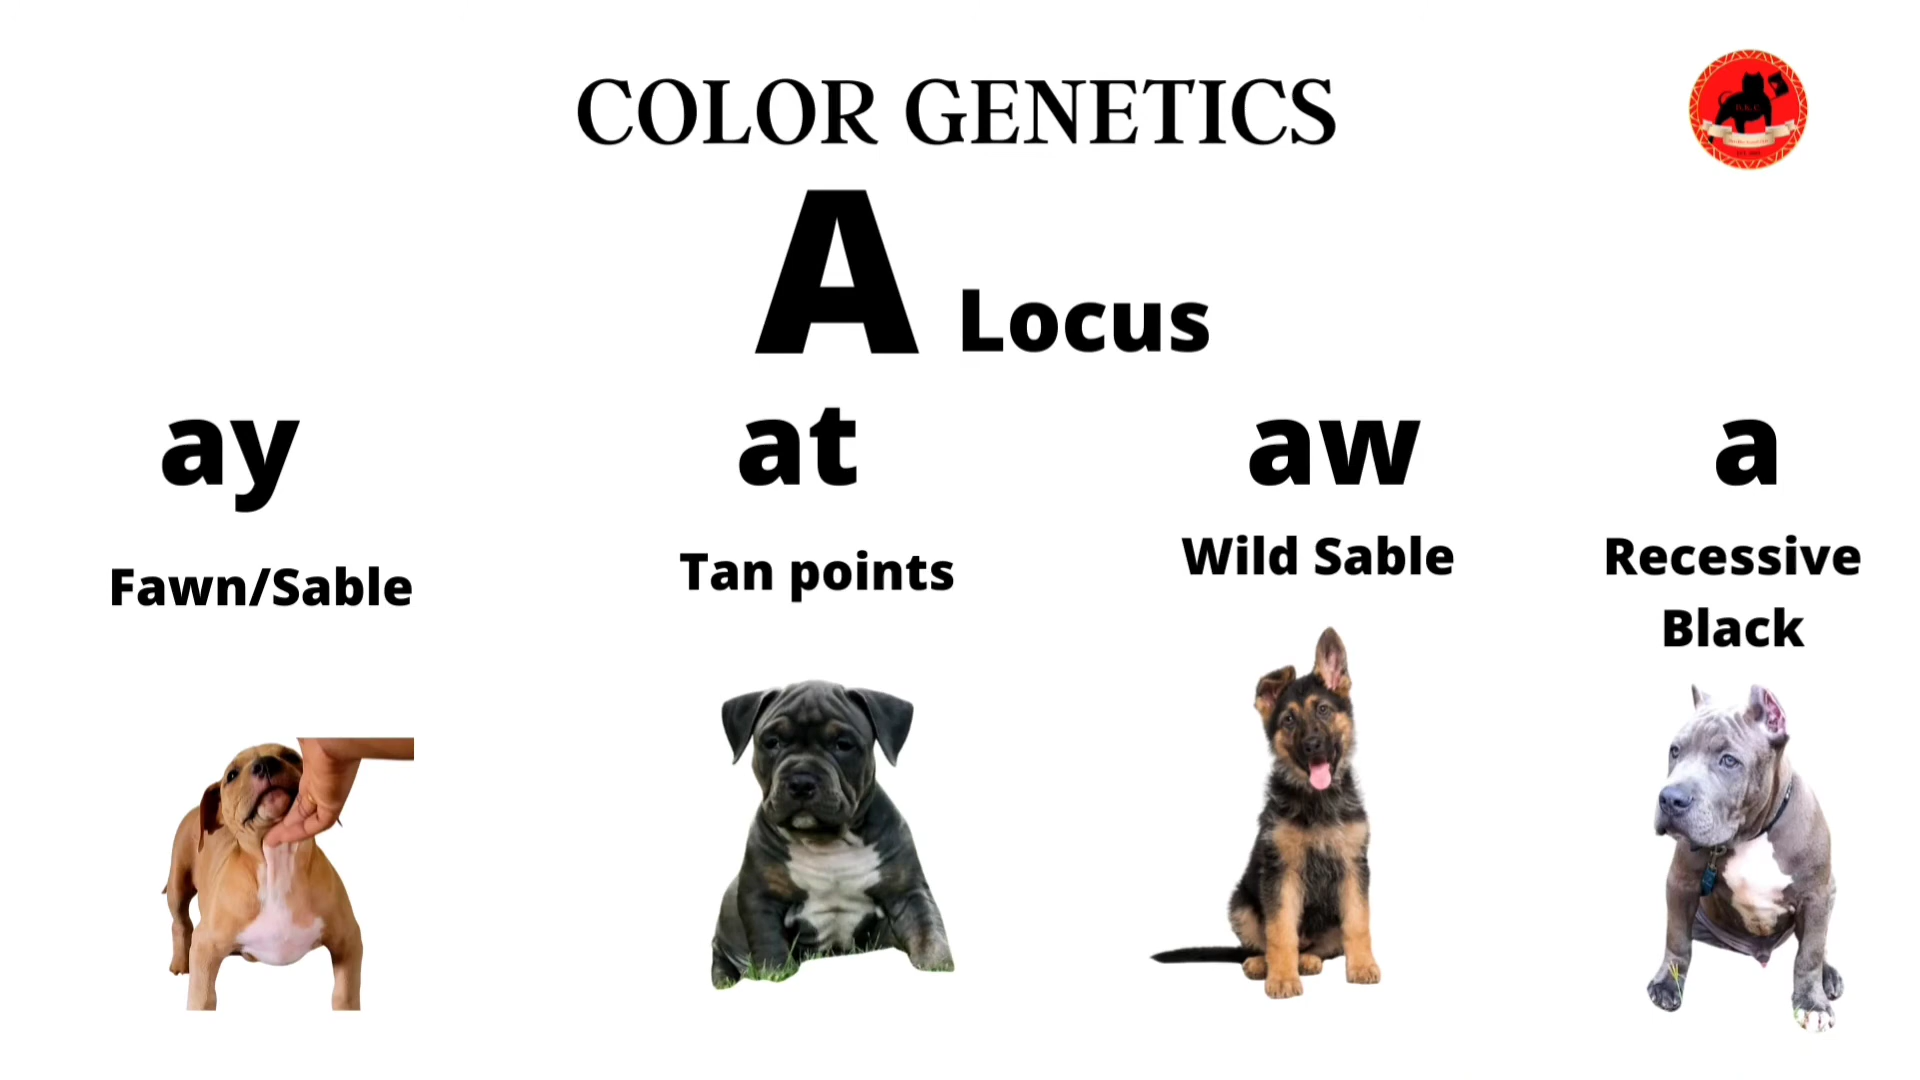 COLOR GENETICS
A Locus
ay
at
aw
a
Fawn/Sable
Tan points
Wild Sable
Recessive
Black